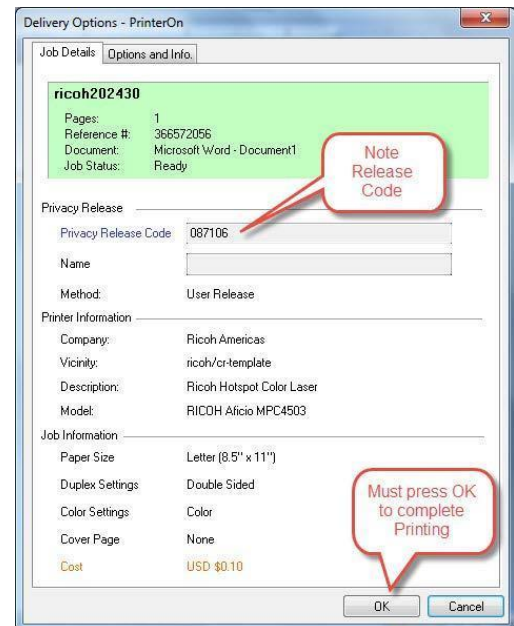 Delivery Options - PrinterOn
Job Details Options and Info.
ricoh202430
Pages: 1
Reference #: 366572056
Document: Microsoft Word - Document1
Job Status: Ready
Note
Release
Code
Privacy Release
Privacy Release Code 087106
Name
Method: User Release
Printer Information
Company: Ricoh Americas
Vicinity: ricoh/cr-template
Description: Ricoh Hotspot Color Laser
Model: RICOH Aficio MPC4503
Job Information
Paper Size Letter (8.5" x 11")
Duplex Settings Double Sided
Color Settings Color
Cover Page None
Cost USD $0.10
Must press OK
to complete
Printing
OK Cancel